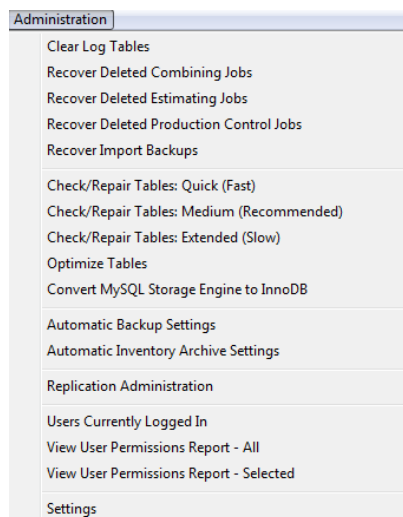 Administration
Clear Log Tables
Recover Deleted Combining Jobs
Recover Deleted Estimating Jobs
Recover Deleted Production Control Jobs
Recover Import Backups
Check/Repair Tables: Quick (Fast)
Check/Repair Tables: Medium (Recommended)
Check/Repair Tables: Extended (Slow)
Optimize Tables
Convert MySQL Storage Engine to InnoDB
Automatic Backup Settings
Automatic Inventory Archive Settings
Replication Administration
Users Currently Logged In
View User Permissions Report - All
View User Permissions Report - Selected
Settings